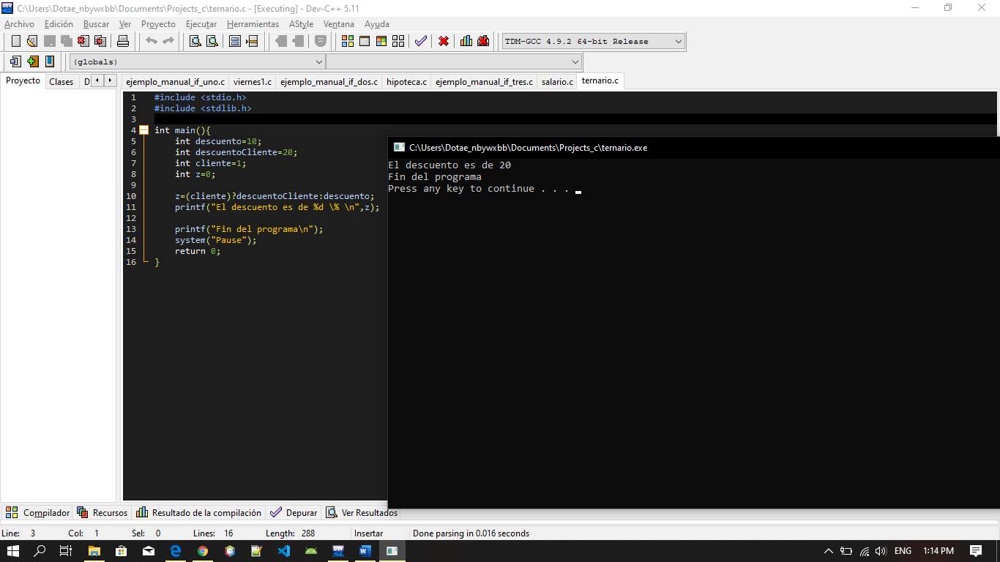 C:\Users\Dotae_nbywxbb\Documents\Projects_c\ternario.c - [Executing] - Dev-C++ 5.11
Archivo Edición Buscar Ver Proyecto Ejecutar Herramientas AStyle Ventana Ayuda
TDM-GCC 4.9.2 64-bit Release
(globals)
Proyecto Clases D
ejemplo_manual_if_uno.c viernes1.c ejemplo_manual_if_dos.c hipoteca.c ejemplo_manual_if_tres.c salario.c ternario.c
1 #include <stdio.h>
2 #include <stdlib.h>
3
4 int main(){
5 int descuento=10;
6 int descuentoCliente=20;
7 int cliente=1;
8 int z=0;
9
10 z=(cliente)?descuentoCliente:descuento;
11 printf("El descuento es de %d \% \n",z);
12
13 printf("Fin del programa\n");
14 system("Pause");
15 return 0;
16 }
C:\Users\Dotae_nbywxbb\Documents\Projects_c\ternario.exe
El descuento es de 20
Fin del programa
Press any key to continue . . .
Compilador Recursos Resultado de la compilación Depurar Ver Resultados
Line: 3 Col: 1 Sel: 0 Lines: 16 Length: 288 Insertar Done parsing in 0.016 seconds
ENG 1:14 PM